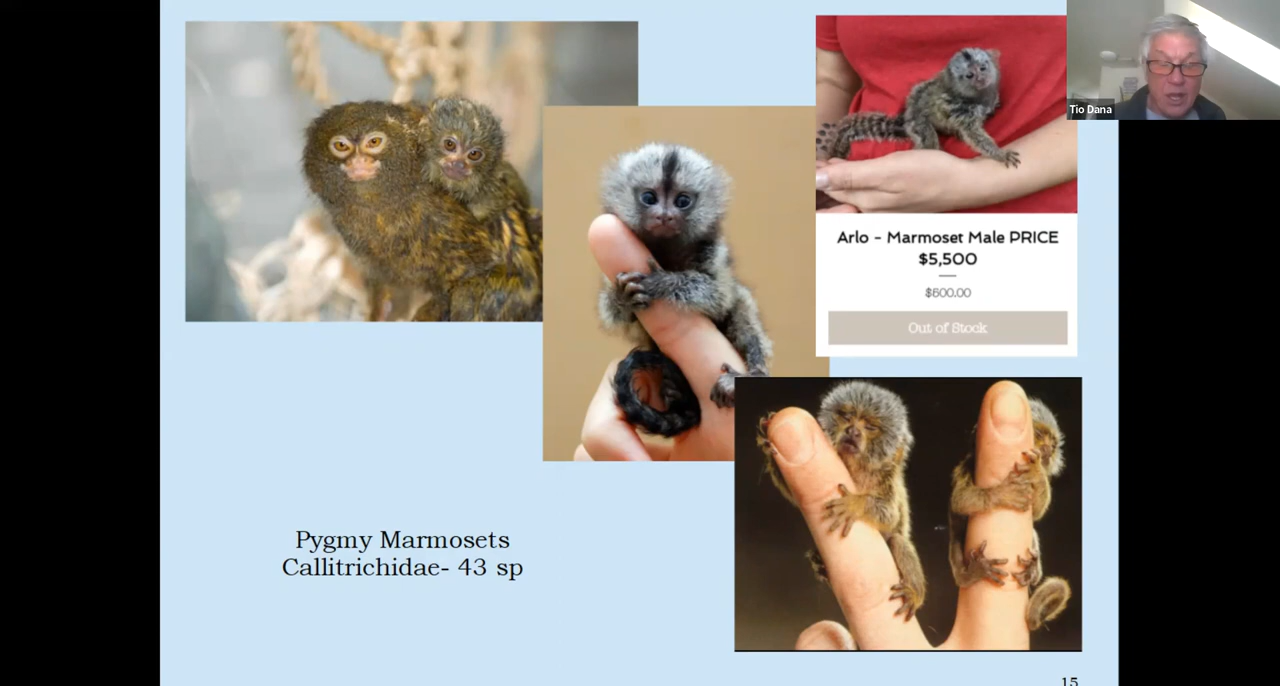 Tio Dana
Arlo - Marmoset Male PRICE
$5,500
$600.00
Out of Stock
Pygmy Marmosets
Callitrichidae- 43 sp
15